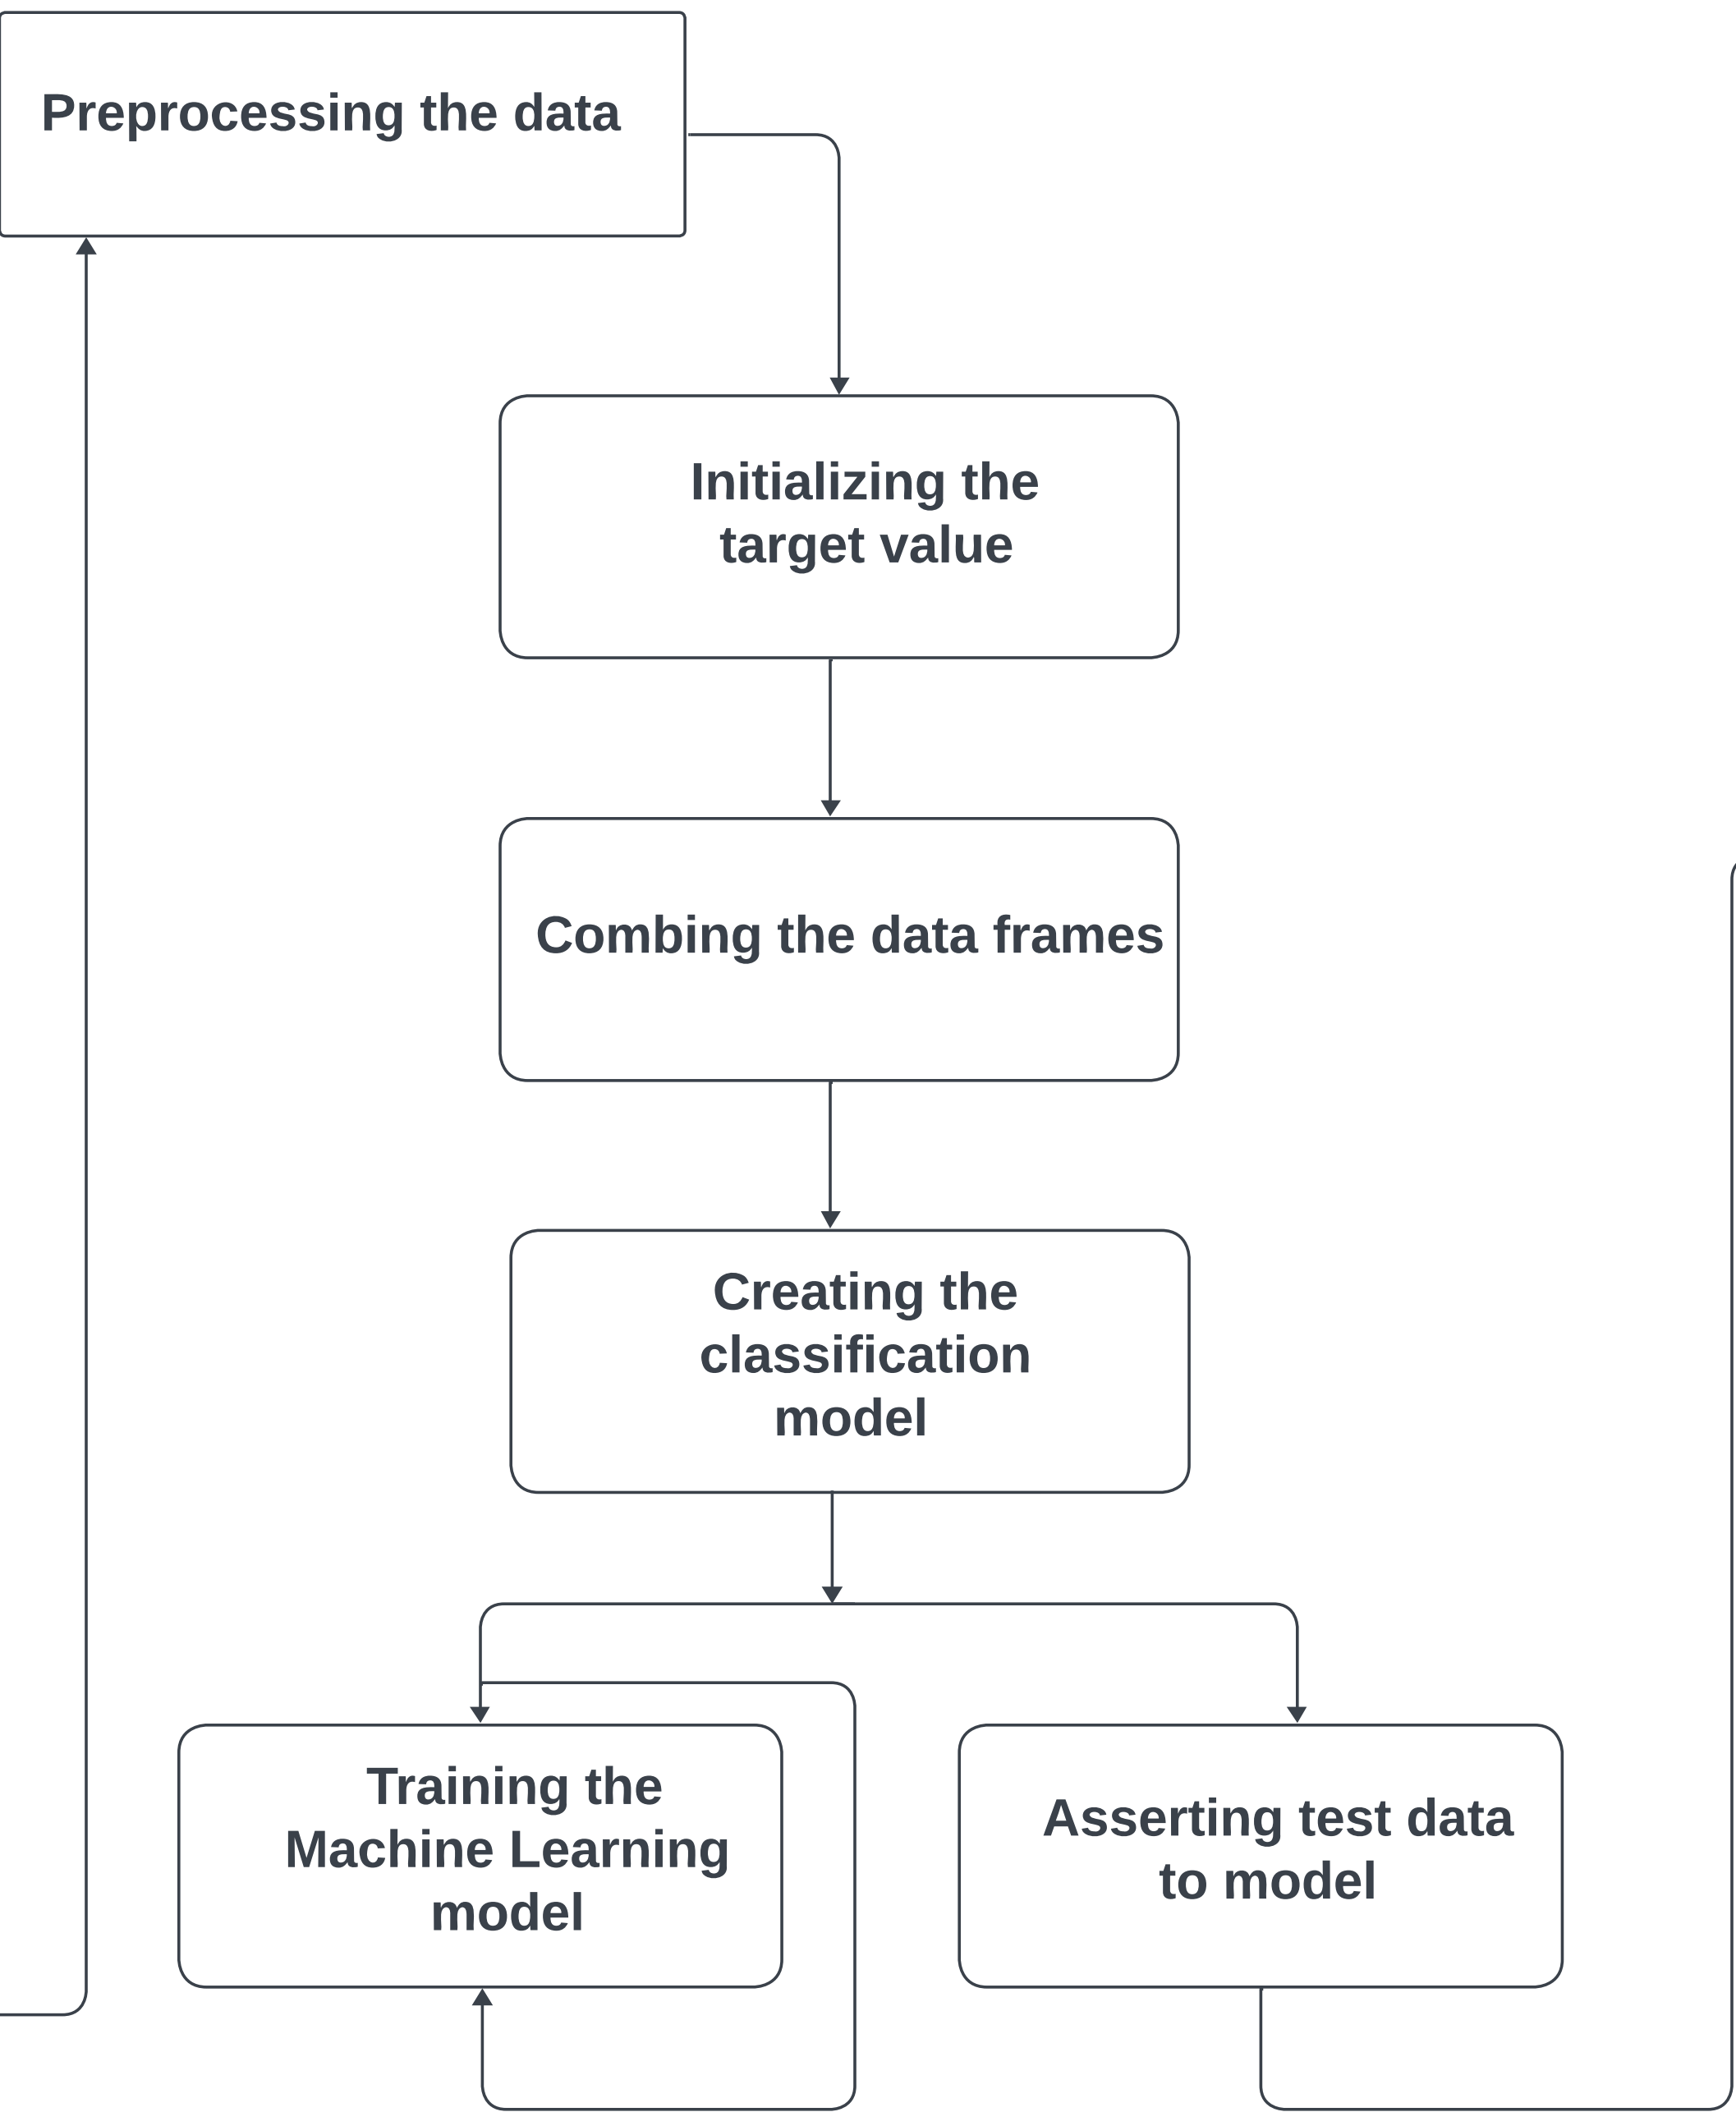 Preprocessing the data
Initializing the
target value
Combing the data frames
Creating the
classification
model
Training the
Machine Learning
model
Assering test data
to model